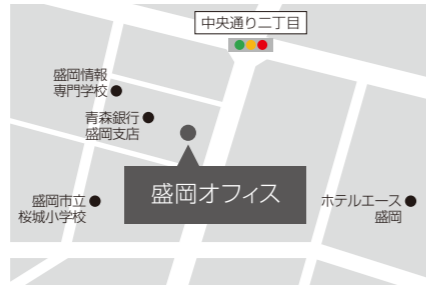 中央通り二丁目
盛岡情報
専門学校
青森銀行
盛岡支店
盛岡オフィス
盛岡市立
桜城小学校
ホテルエース
盛岡